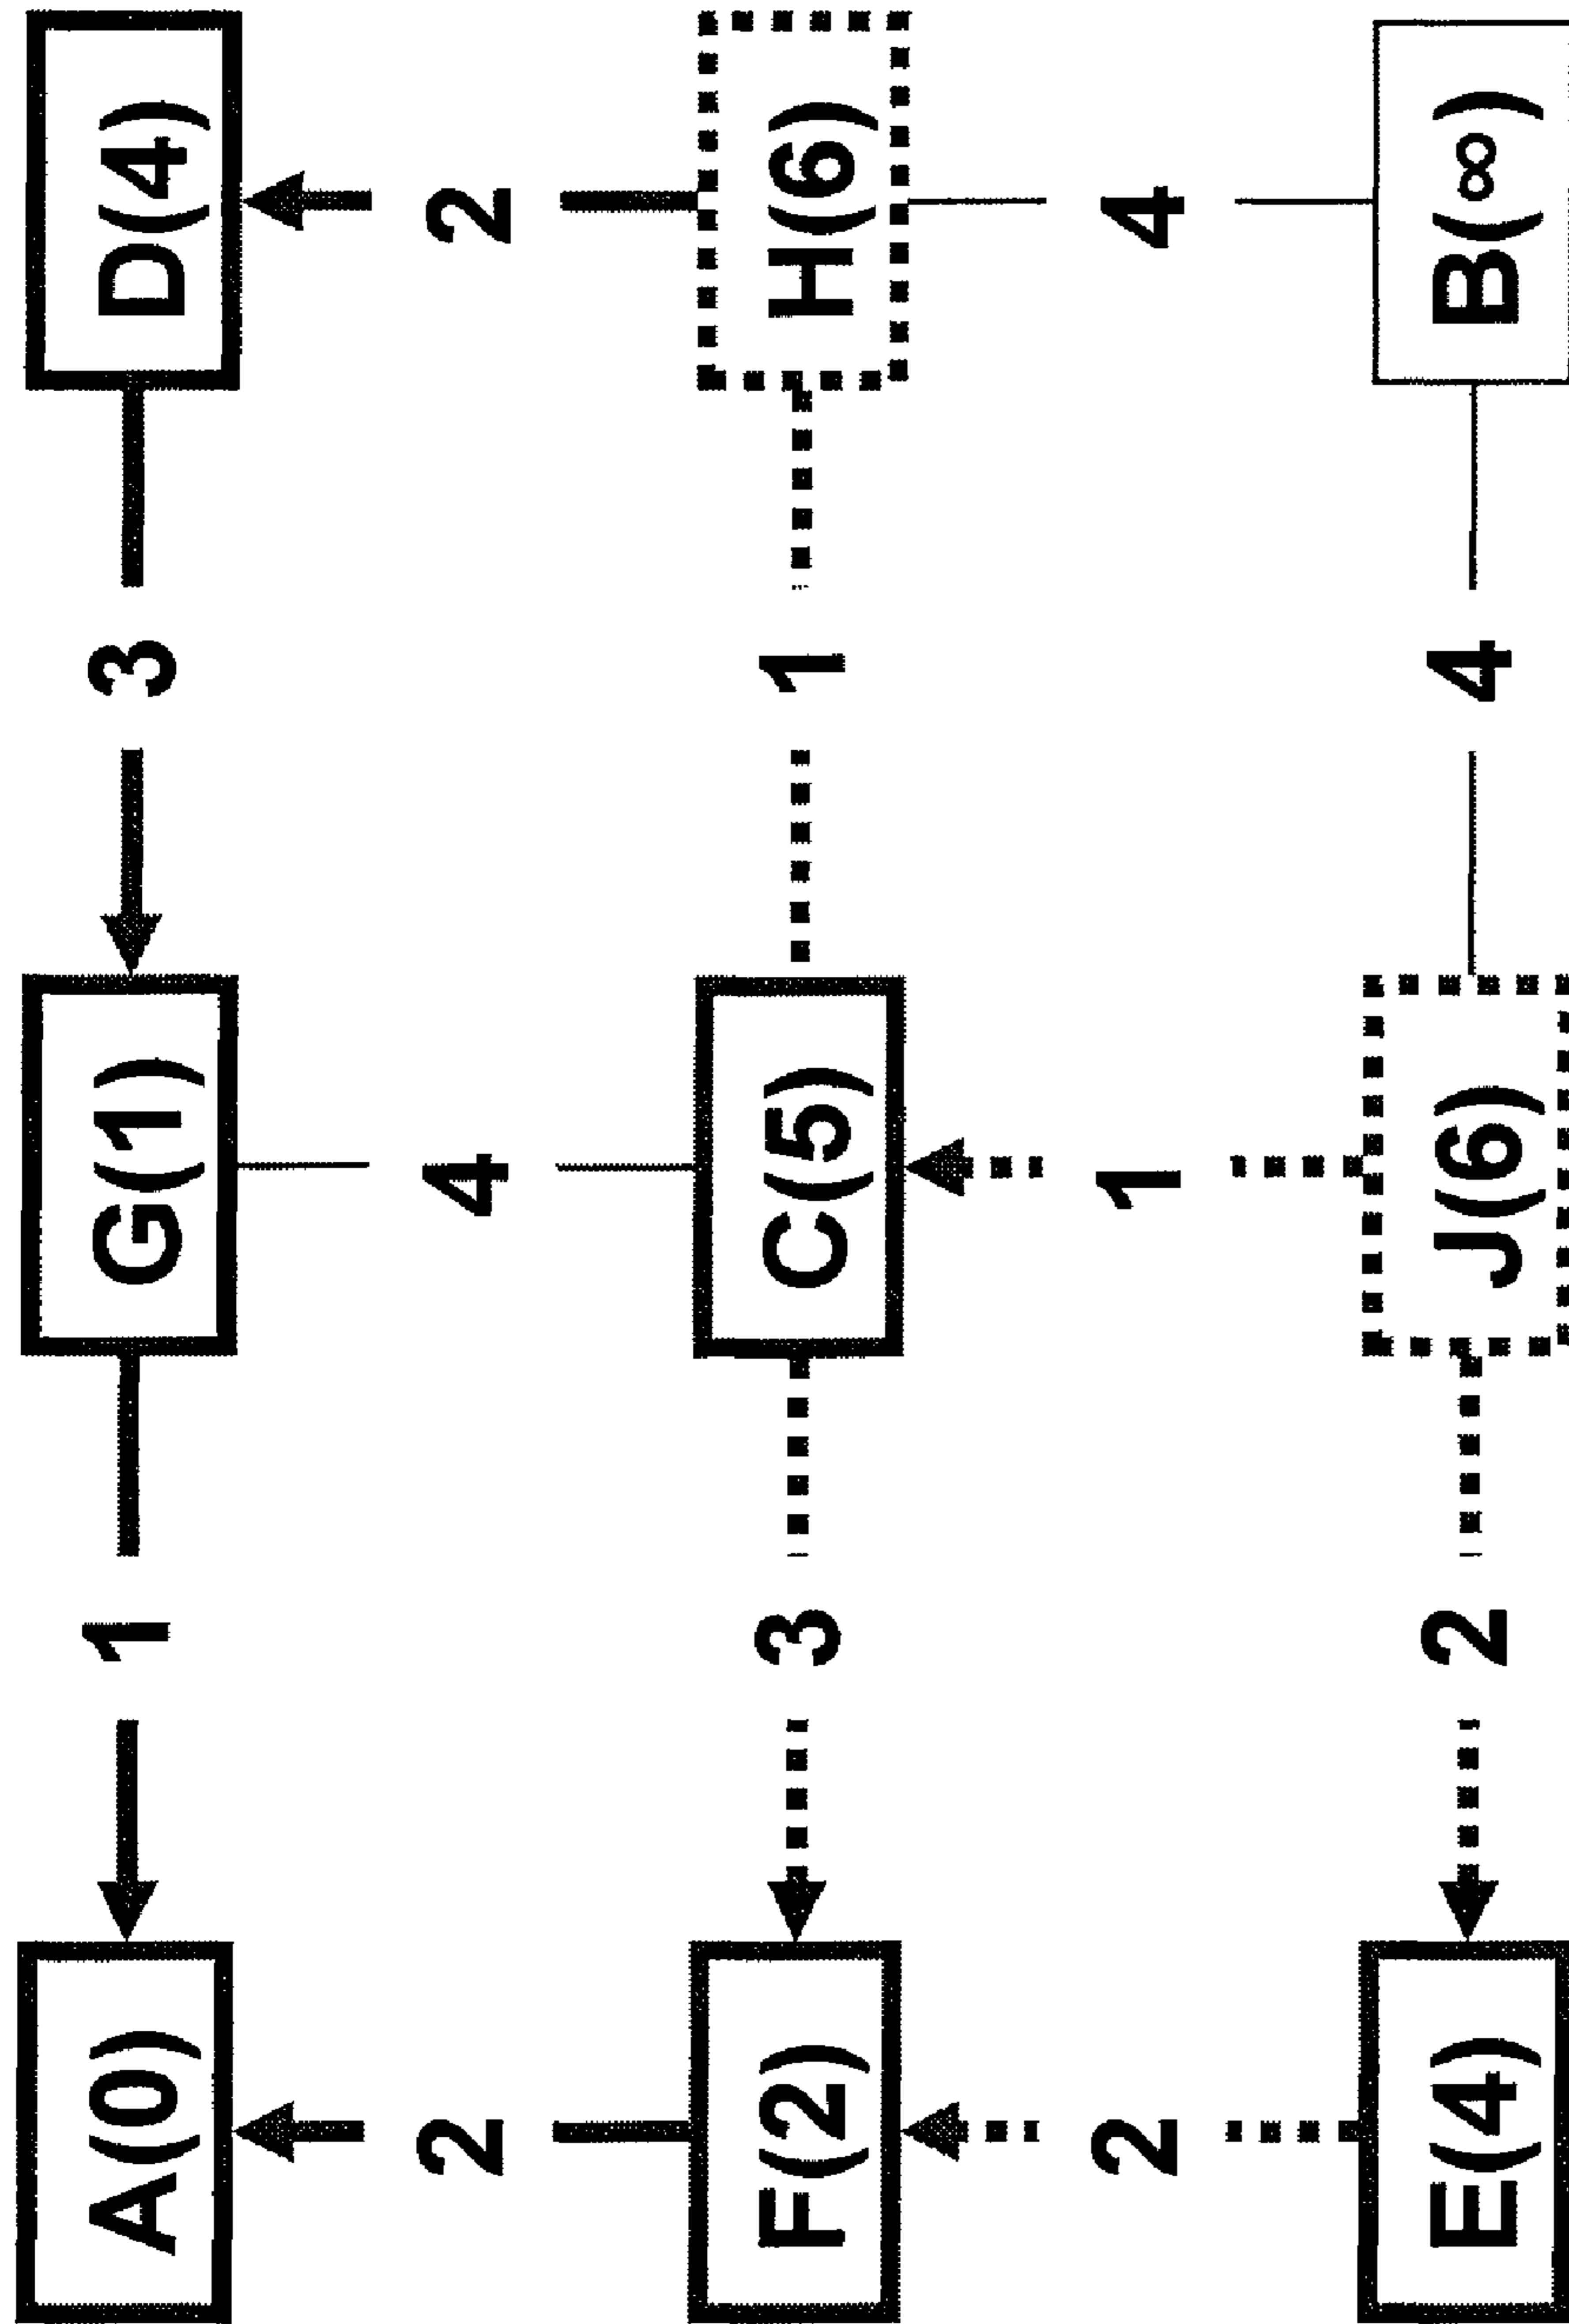 A(0) 1 G(1) 3 D(4)
2 4 2
F(2) 3 C(5) 1 H(6)
2 1 4
E(4) 2 J(6) 4 B(∞)